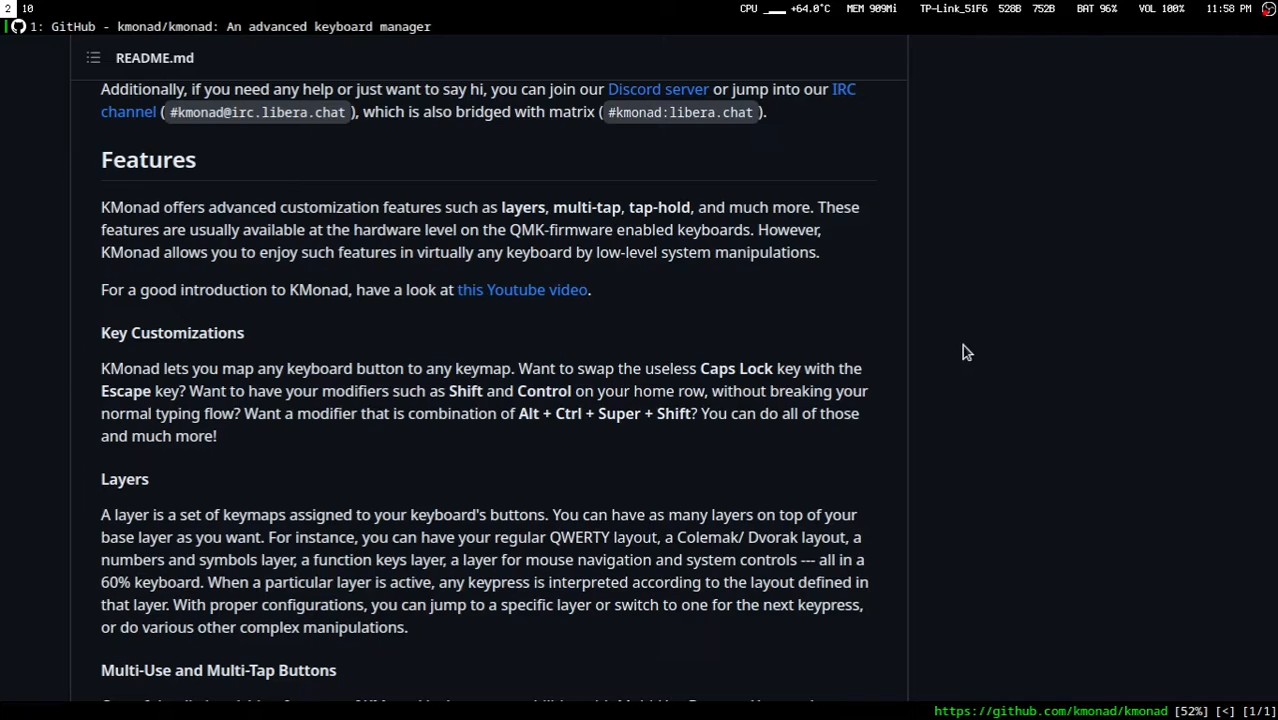 2 10 CPU +64.0°C MEM 909Mi TP-Link_51F6 528B 752B BAT 96% VOL 100% 11:58 PM
1: GitHub - kmonad/kmonad: An advanced keyboard manager
README.md
Additionally, if you need any help or just want to say hi, you can join our Discord server or jump into our IRC
channel ( #kmonad@irc.libera.chat ), which is also bridged with matrix ( #kmonad:libera.chat ).
Features
KMonad offers advanced customization features such as layers, multi-tap, tap-hold, and much more. These
features are usually available at the hardware level on the QMK-firmware enabled keyboards. However,
KMonad allows you to enjoy such features in virtually any keyboard by low-level system manipulations.
For a good introduction to KMonad, have a look at this Youtube video.
Key Customizations
KMonad lets you map any keyboard button to any keymap. Want to swap the useless Caps Lock key with the
Escape key? Want to have your modifiers such as Shift and Control on your home row, without breaking your
normal typing flow? Want a modifier that is combination of Alt + Ctrl + Super + Shift? You can do all of those
and much more!
Layers
A layer is a set of keymaps assigned to your keyboard's buttons. You can have as many layers on top of your
base layer as you want. For instance, you can have your regular QWERTY layout, a Colemak/ Dvorak layout, a
numbers and symbols layer, a function keys layer, a layer for mouse navigation and system controls --- all in a
60% keyboard. When a particular layer is active, any keypress is interpreted according to the layout defined in
that layer. With proper configurations, you can jump to a specific layer or switch to one for the next keypress,
or do various other complex manipulations.
Multi-Use and Multi-Tap Buttons
https://github.com/kmonad/kmonad [52%] [<] [1/1]